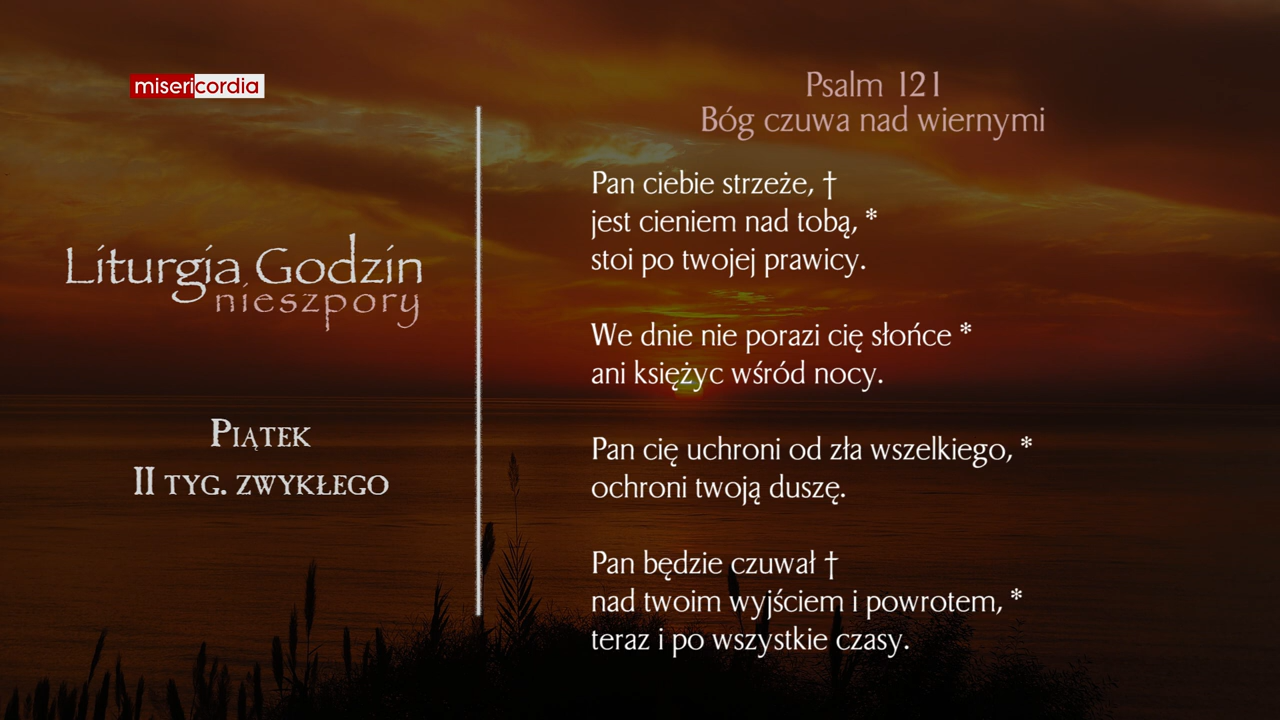 misericordia
Liturgia Godzin
nieszpory
Piątek
II tyg. zwykłego
Psalm 121
Bóg czuwa nad wiernymi
Pan ciebie strzeże, †
jest cieniem nad tobą, *
stoi po twojej prawicy.
We dnie nie porazi cię słońce *
ani księżyc wśród nocy.
Pan cię uchroni od zła wszelkiego, *
ochroni twoją duszę.
Pan będzie czuwał †
nad twoim wyjściem i powrotem, *
teraz i po wszystkie czasy.